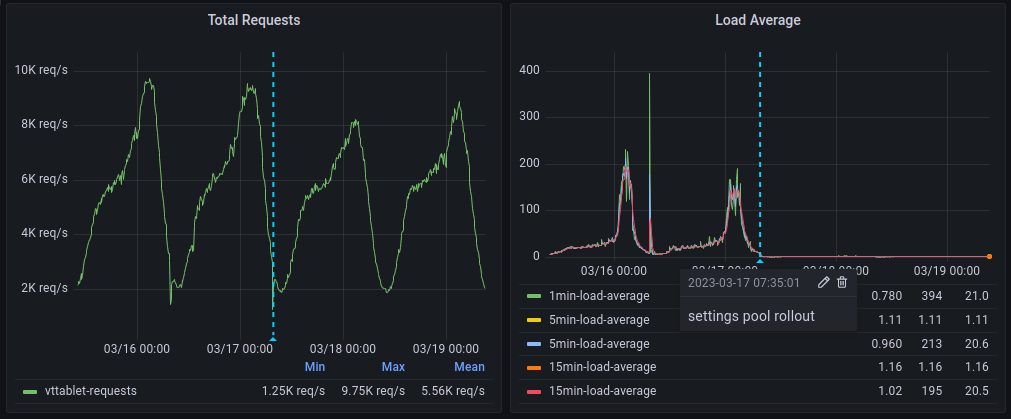 Total Requests
10K req/s
8K req/s
6K req/s
4K req/s
2K req/s
03/16 00:00 03/17 00:00 03/18 00:00 03/19 00:00
Min Max Mean
vttablet-requests 1.25K req/s 9.75K req/s 5.56K req/s
Load Average
400
300
200
100
0
03/16 00:00 03/17 00:00 03/18 00:00 03/19 00:00
2023-03-17 07:35:01
settings pool rollout
1min-load-average 0.780 394 21.0
5min-load-average 1.11 1.11 1.11
5min-load-average 0.960 213 20.6
15min-load-average 1.16 1.16 1.16
15min-load-average 1.02 195 20.5